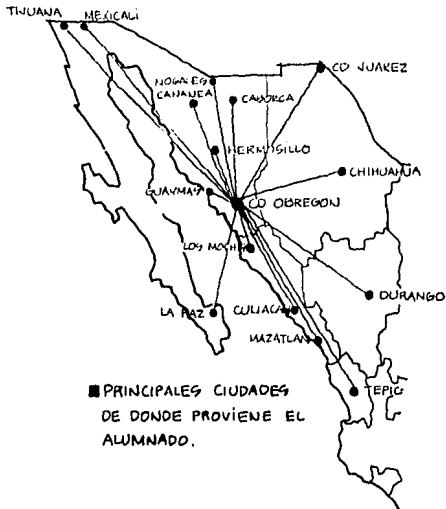 TIJUANA
MEXICALI
NOGALES
CD JUAREZ
CANANEA
CABORCA
HERMOSILLO
CHIHUAHUA
GUAYMAS
CD OBREGON
LOS MOCHIS
DURANGO
LA PAZ
CULIACAN
MAZATLAN
TEPIC
PRINCIPALES CIUDADES
DE DONDE PROVIENE EL
ALUMNADO.